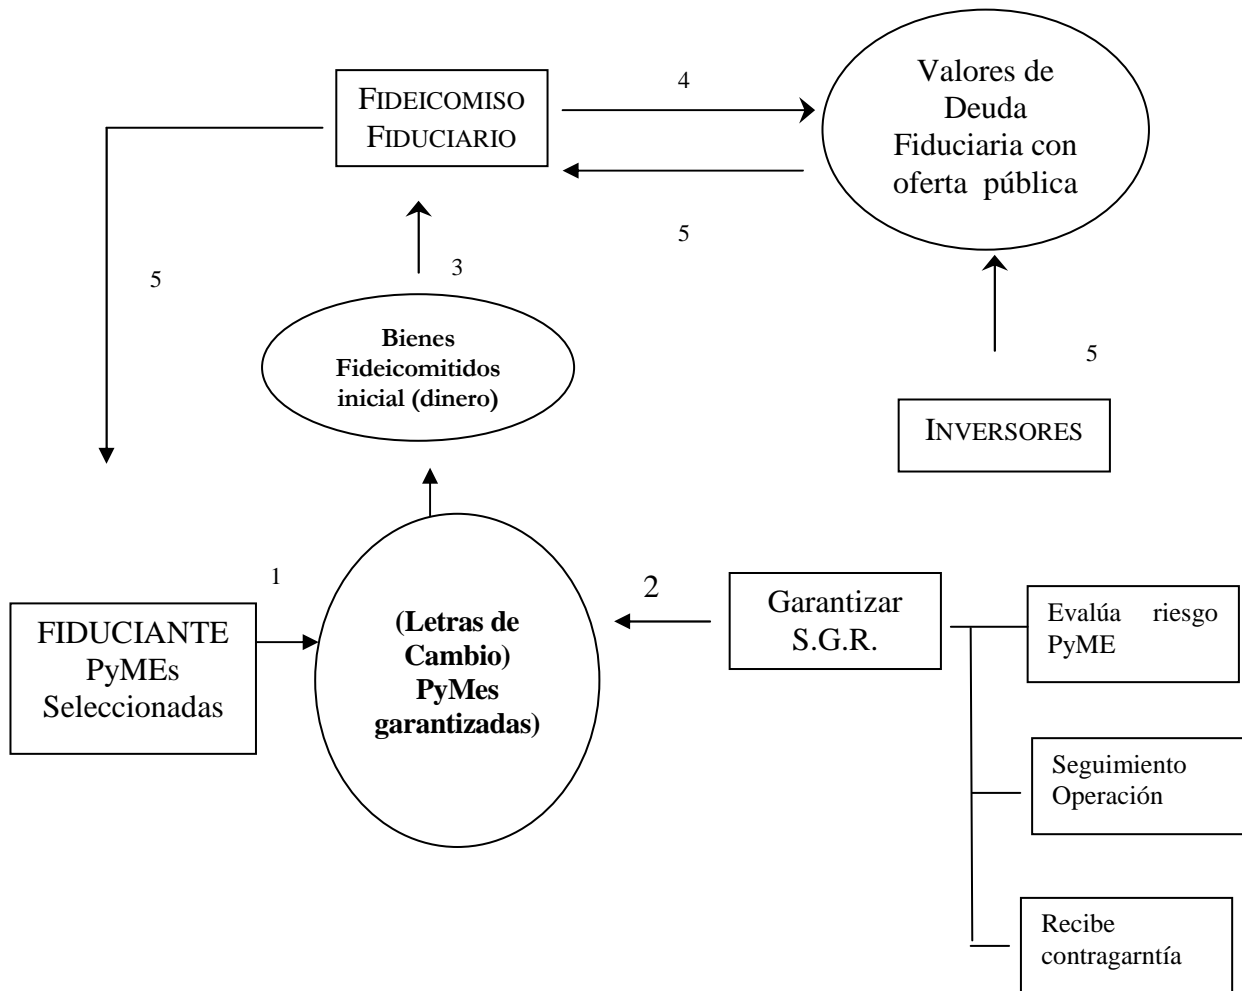 FIDEICOMISO
FIDUCIARIO
4
Valores de
Deuda
Fiduciaria con
oferta pública
5
5
3
Bienes
Fideicomitidos
inicial (dinero)
5
INVERSORES
1
FIDUCIANTE
PyMEs
Seleccionadas
(Letras de
Cambio)
PyMes
garantizadas)
2
Garantizar
S.G.R.
Evalúa riesgo
PyME
Seguimiento
Operación
Recibe
contragarntía